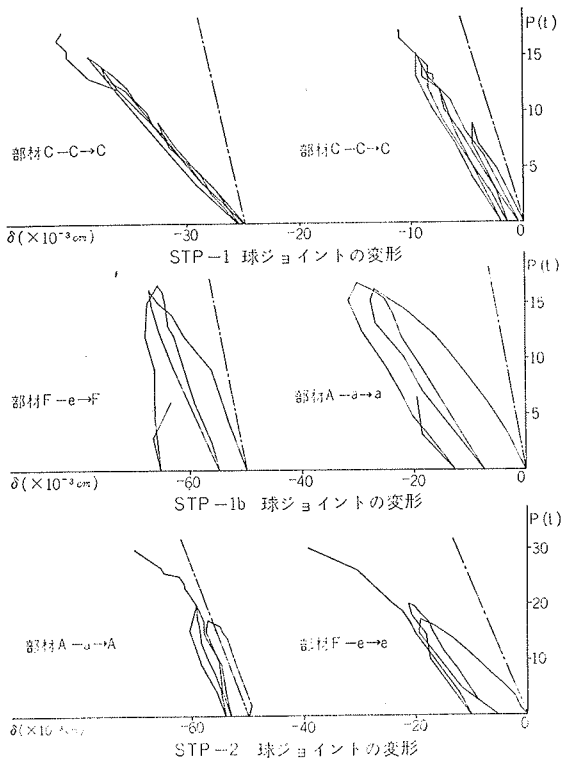 P(t)
15
10
5
部材C-C→C
部材C-C→C
δ(×10⁻³cm)
-30
-20
-10
0
STP-1 球ジョイントの変形
P(t)
15
10
5
部材F-e→F
部材A-a→a
δ(×10⁻³cm)
-60
-40
-20
0
STP-1b 球ジョイントの変形
P(t)
30
20
10
部材A-a→A
部材F-e→e
δ(×10⁻³cm)
-60
-40
-20
0
STP-2 球ジョイントの変形